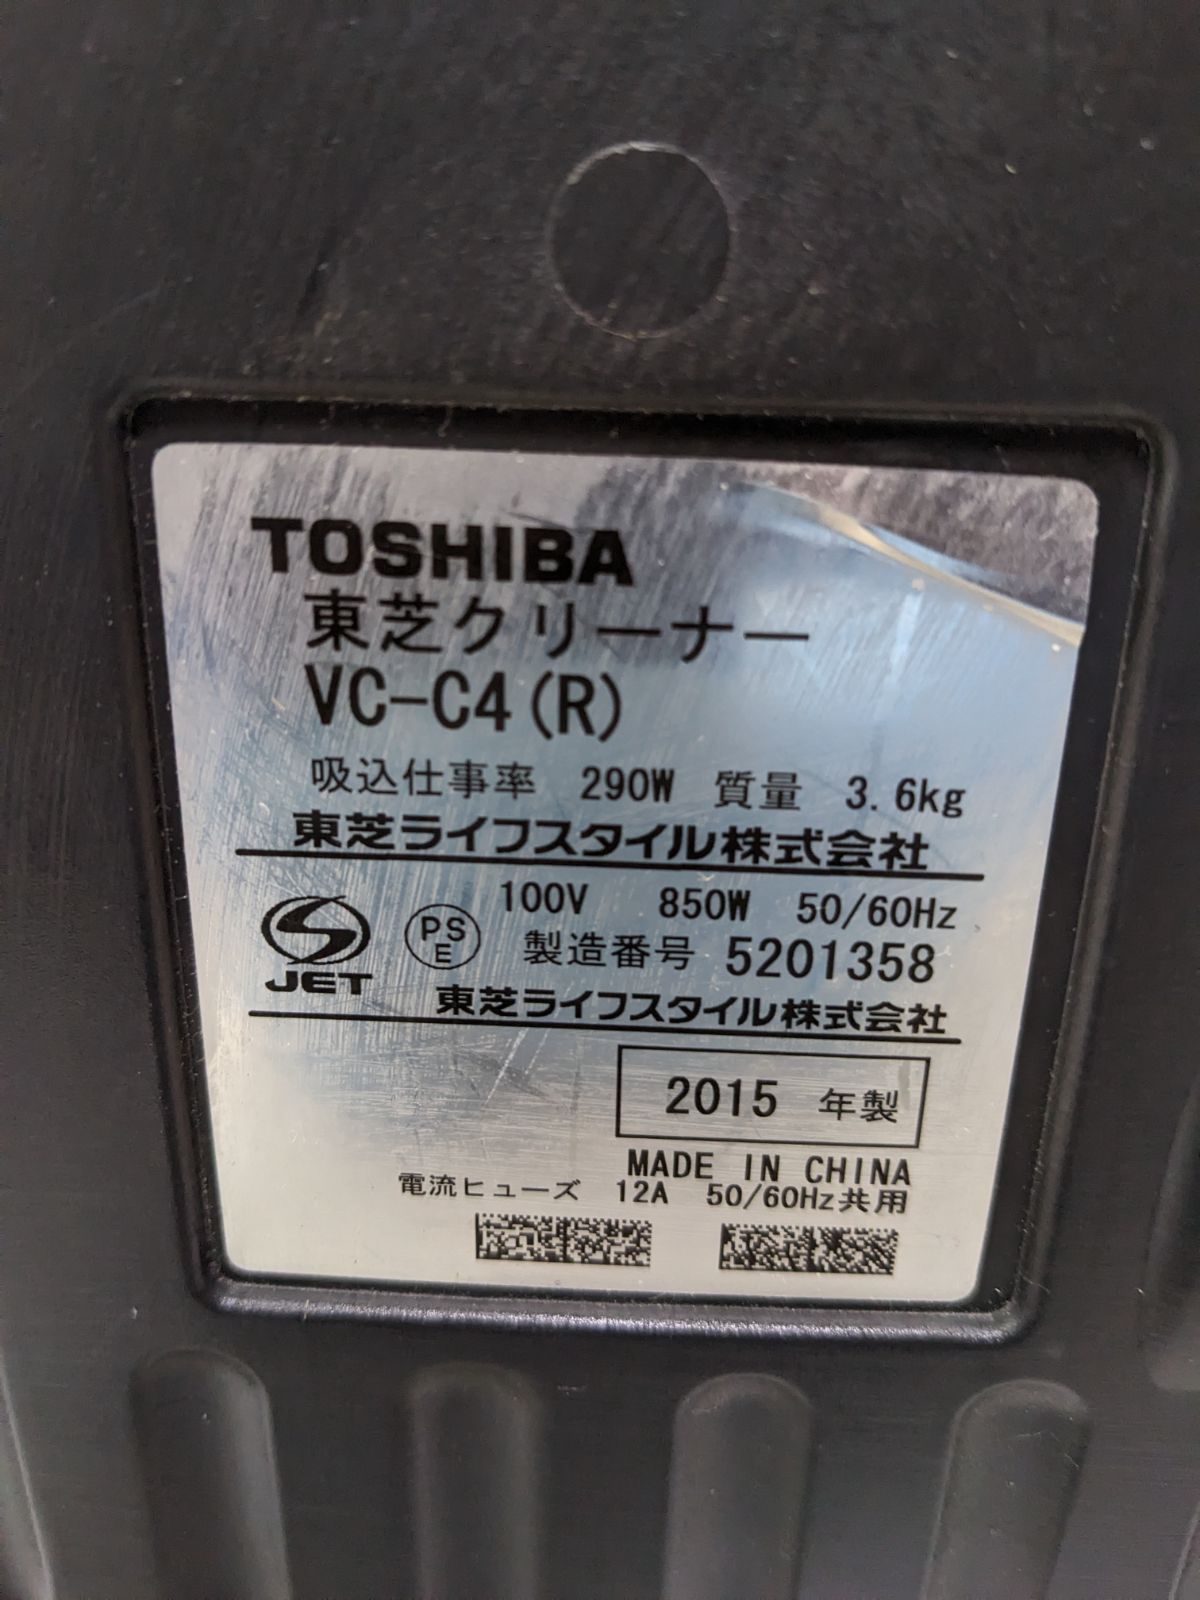 TOSHIBA
東芝クリーナー
VC-C4(R)
吸込仕事率 290W 質量 3.6kg
東芝ライフスタイル株式会社
100V 850W 50/60Hz
JET
PS
E
製造番号 5201358
東芝ライフスタイル株式会社
2015 年製
MADE IN CHINA
電流ヒューズ 12A 50/60Hz共用